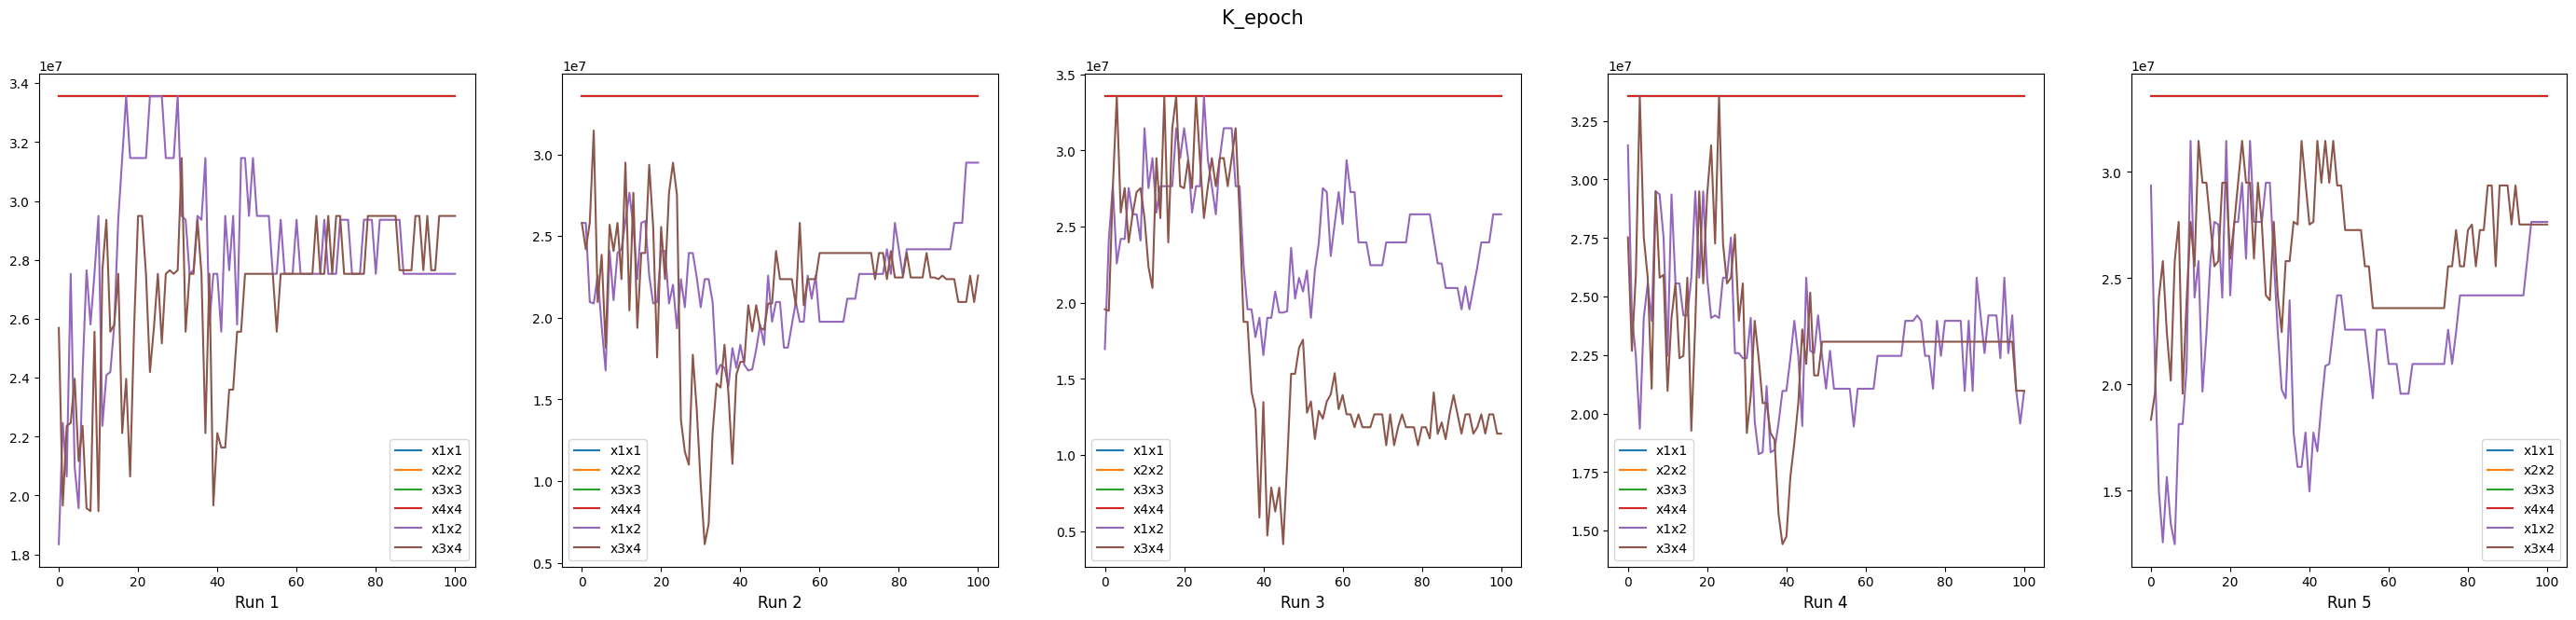 K_epoch
1e7
3.4
3.2
3.0
2.8
2.6
2.4
2.2
2.0
1.8
0 20 40 60 80 100
Run 1
x1x1
x2x2
x3x3
x4x4
x1x2
x3x4
1e7
3.0
2.5
2.0
1.5
1.0
0.5
0 20 40 60 80 100
Run 2
x1x1
x2x2
x3x3
x4x4
x1x2
x3x4
1e7
3.5
3.0
2.5
2.0
1.5
1.0
0.5
0 20 40 60 80 100
Run 3
x1x1
x2x2
x3x3
x4x4
x1x2
x3x4
1e7
3.25
3.00
2.75
2.50
2.25
2.00
1.75
1.50
0 20 40 60 80 100
Run 4
x1x1
x2x2
x3x3
x4x4
x1x2
x3x4
1e7
3.0
2.5
2.0
1.5
0 20 40 60 80 100
Run 5
x1x1
x2x2
x3x3
x4x4
x1x2
x3x4